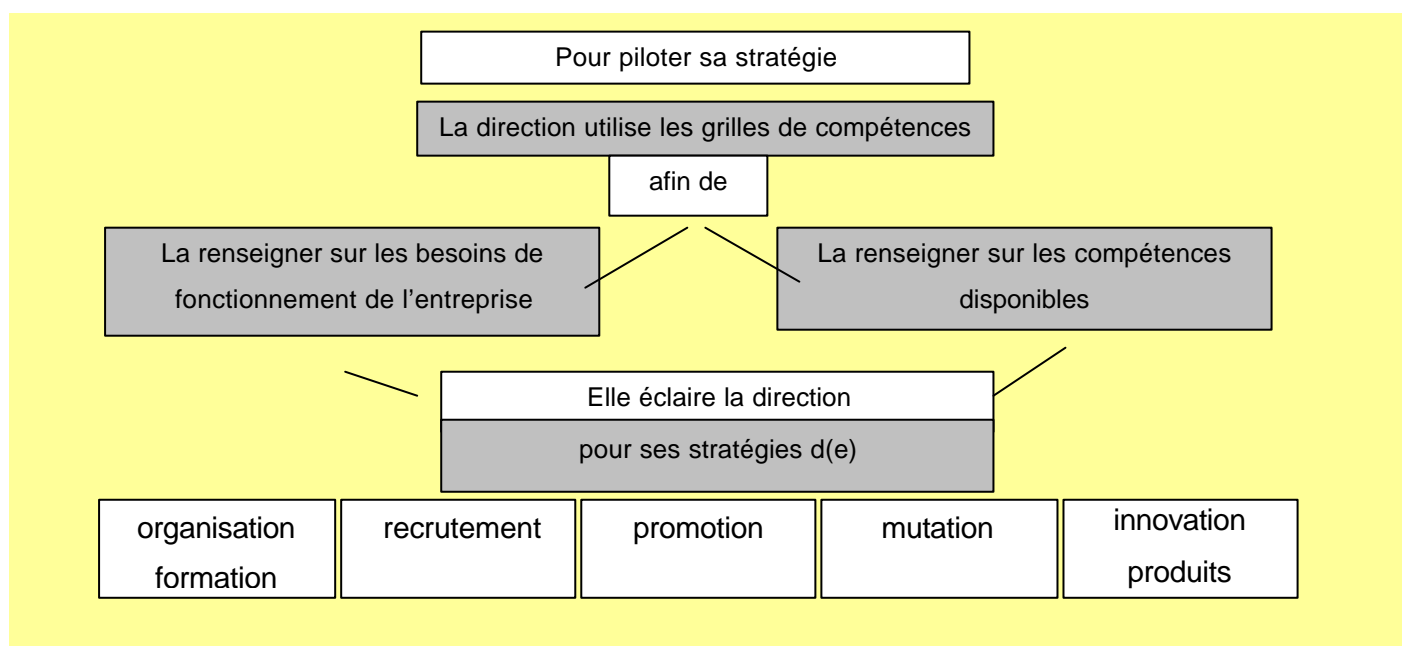 Pour piloter sa stratégie
La direction utilise les grilles de compétences
afin de
La renseigner sur les besoins de
fonctionnement de l'entreprise
La renseigner sur les compétences
disponibles
Elle éclaire la direction
pour ses stratégies d(e)
organisation
formation
recrutement
promotion
mutation
innovation
produits